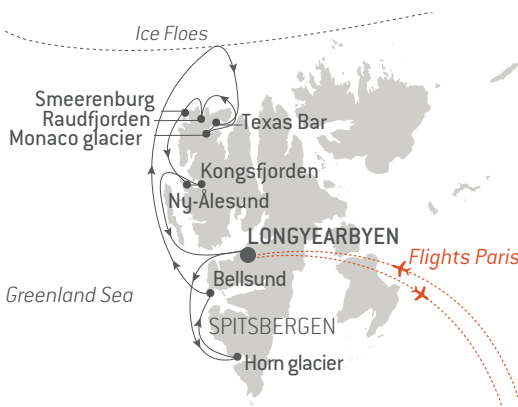 Ice Floes
Smeerenburg
Raudfjorden
Monaco glacier
Texas Bar
Kongsfjorden
Ny-Ålesund
LONGYEARBYEN
Flights Paris
Bellsund
Greenland Sea
SPITSBERGEN
Horn glacier